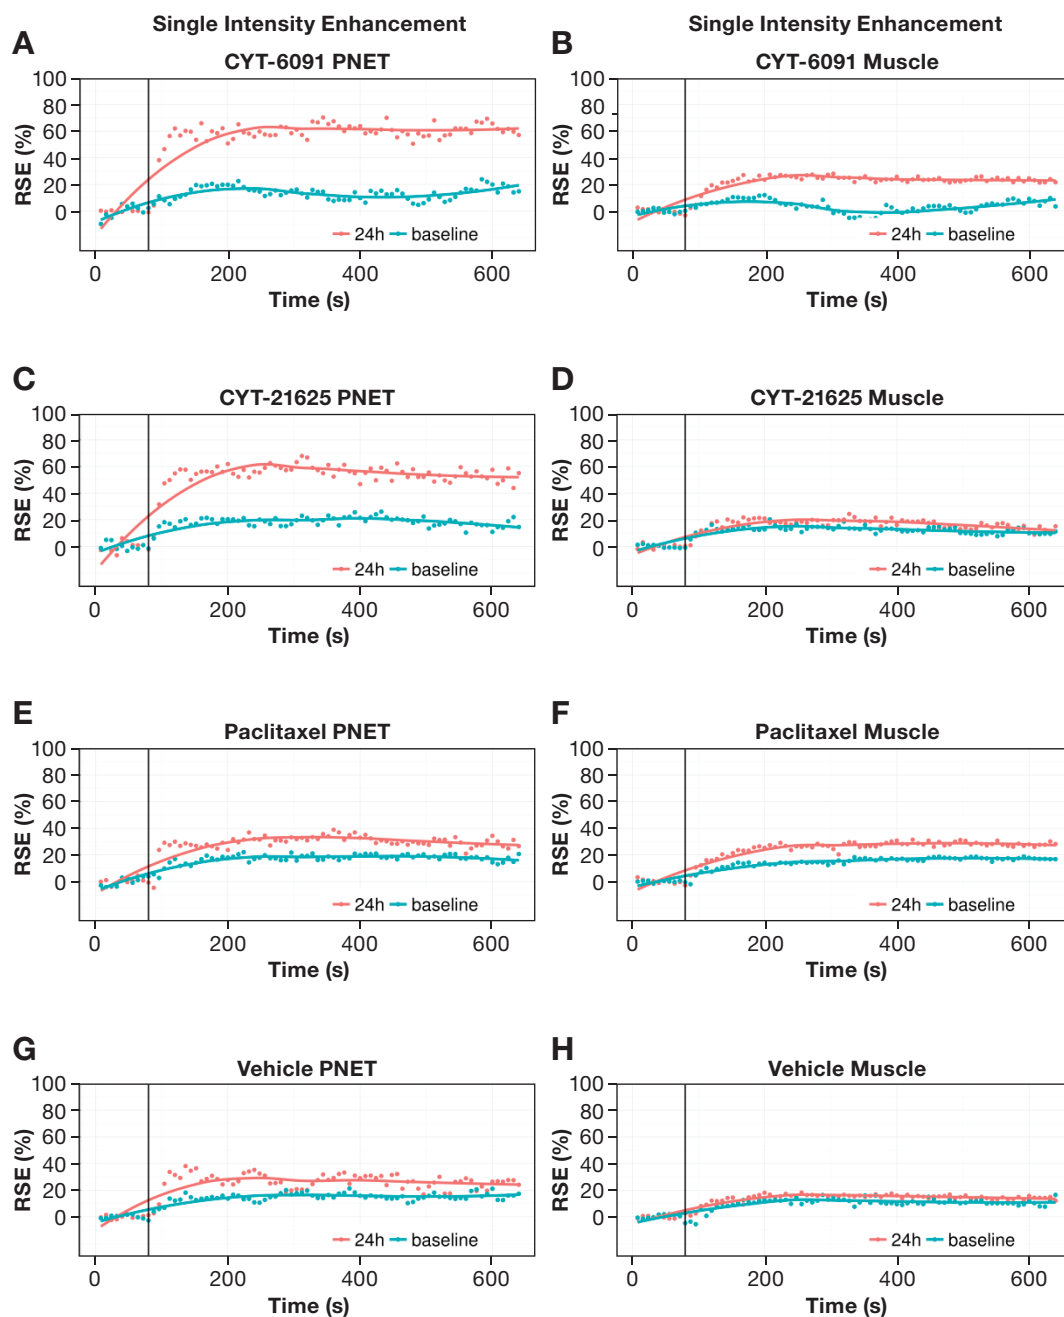 Single Intensity Enhancement
A
CYT-6091 PNET
RSE (%)
100
80
60
40
20
0
24h
baseline
0
200
400
600
Time (s)
Single Intensity Enhancement
B
CYT-6091 Muscle
RSE (%)
100
80
60
40
20
0
24h
baseline
0
200
400
600
Time (s)
C
CYT-21625 PNET
RSE (%)
100
80
60
40
20
0
24h
baseline
0
200
400
600
Time (s)
D
CYT-21625 Muscle
RSE (%)
100
80
60
40
20
0
24h
baseline
0
200
400
600
Time (s)
E
Paclitaxel PNET
RSE (%)
100
80
60
40
20
0
24h
baseline
0
200
400
600
Time (s)
F
Paclitaxel Muscle
RSE (%)
100
80
60
40
20
0
24h
baseline
0
200
400
600
Time (s)
G
Vehicle PNET
RSE (%)
100
80
60
40
20
0
24h
baseline
0
200
400
600
Time (s)
H
Vehicle Muscle
RSE (%)
100
80
60
40
20
0
24h
baseline
0
200
400
600
Time (s)